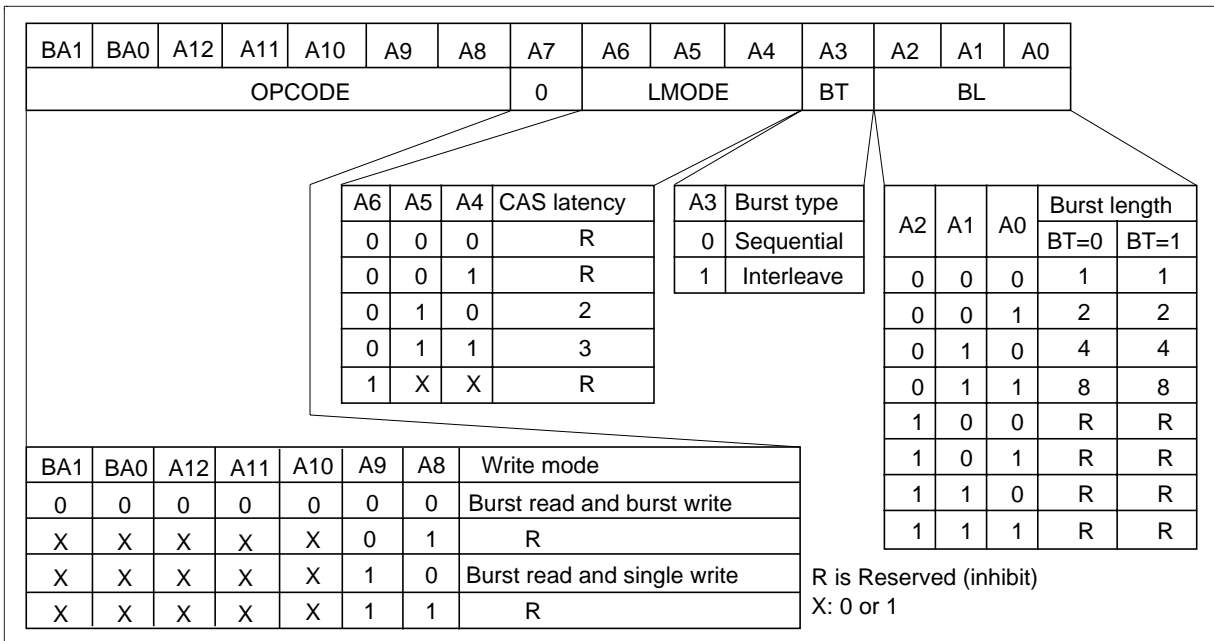 BA1 BA0 A12 A11 A10 A9 A8 A7 A6 A5 A4 A3 A2 A1 A0
OPCODE 0 LMODE BT BL
A6 A5 A4 CAS latency
0 0 0 R
0 0 1 R
0 1 0 2
0 1 1 3
1 X X R
A3 Burst type
0 Sequential
1 Interleave
A2 A1 A0 Burst length
BT=0 BT=1
0 0 0 1 1
0 0 1 2 2
0 1 0 4 4
0 1 1 8 8
1 0 0 R R
1 0 1 R R
1 1 0 R R
1 1 1 R R
BA1 BA0 A12 A11 A10 A9 A8 Write mode
0 0 0 0 0 0 0 Burst read and burst write
X X X X X 0 1 R
X X X X X 1 0 Burst read and single write
X X X X X 1 1 R
R is Reserved (inhibit)
X: 0 or 1